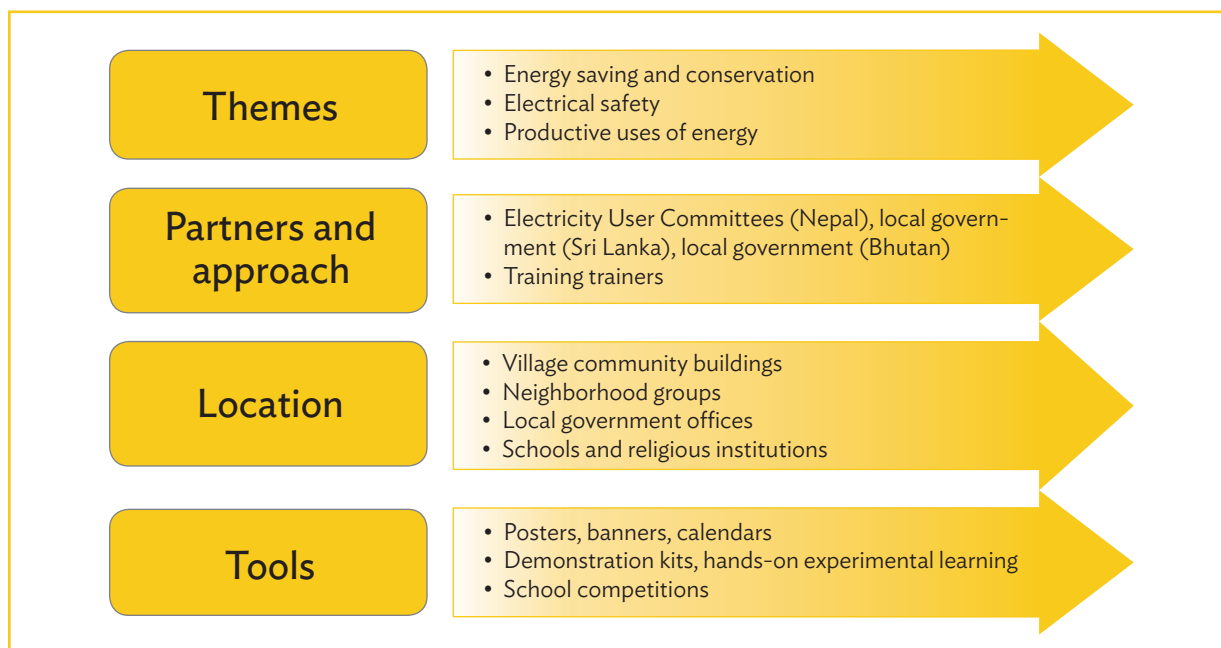 Themes
• Energy saving and conservation
• Electrical safety
• Productive uses of energy
Partners and
approach
• Electricity User Committees (Nepal), local govern-
ment (Sri Lanka), local government (Bhutan)
• Training trainers
Location
• Village community buildings
• Neighborhood groups
• Local government offices
• Schools and religious institutions
Tools
• Posters, banners, calendars
• Demonstration kits, hands-on experimental learning
• School competitions